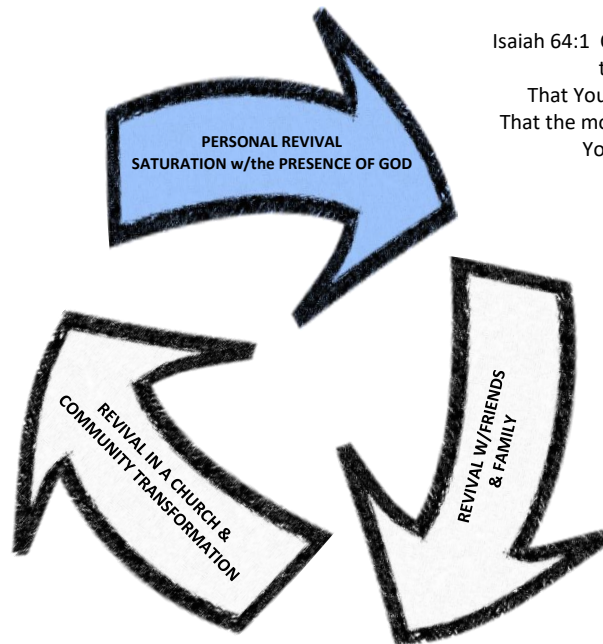 Isaiah 64:1
That You
That the mo
Yo
PERSONAL REVIVAL
SATURATION w/the PRESENCE OF GOD
REVIVAL W/FRIENDS
& FAMILY
REVIVAL IN A CHURCH &
COMMUNITY TRANSFORMATION